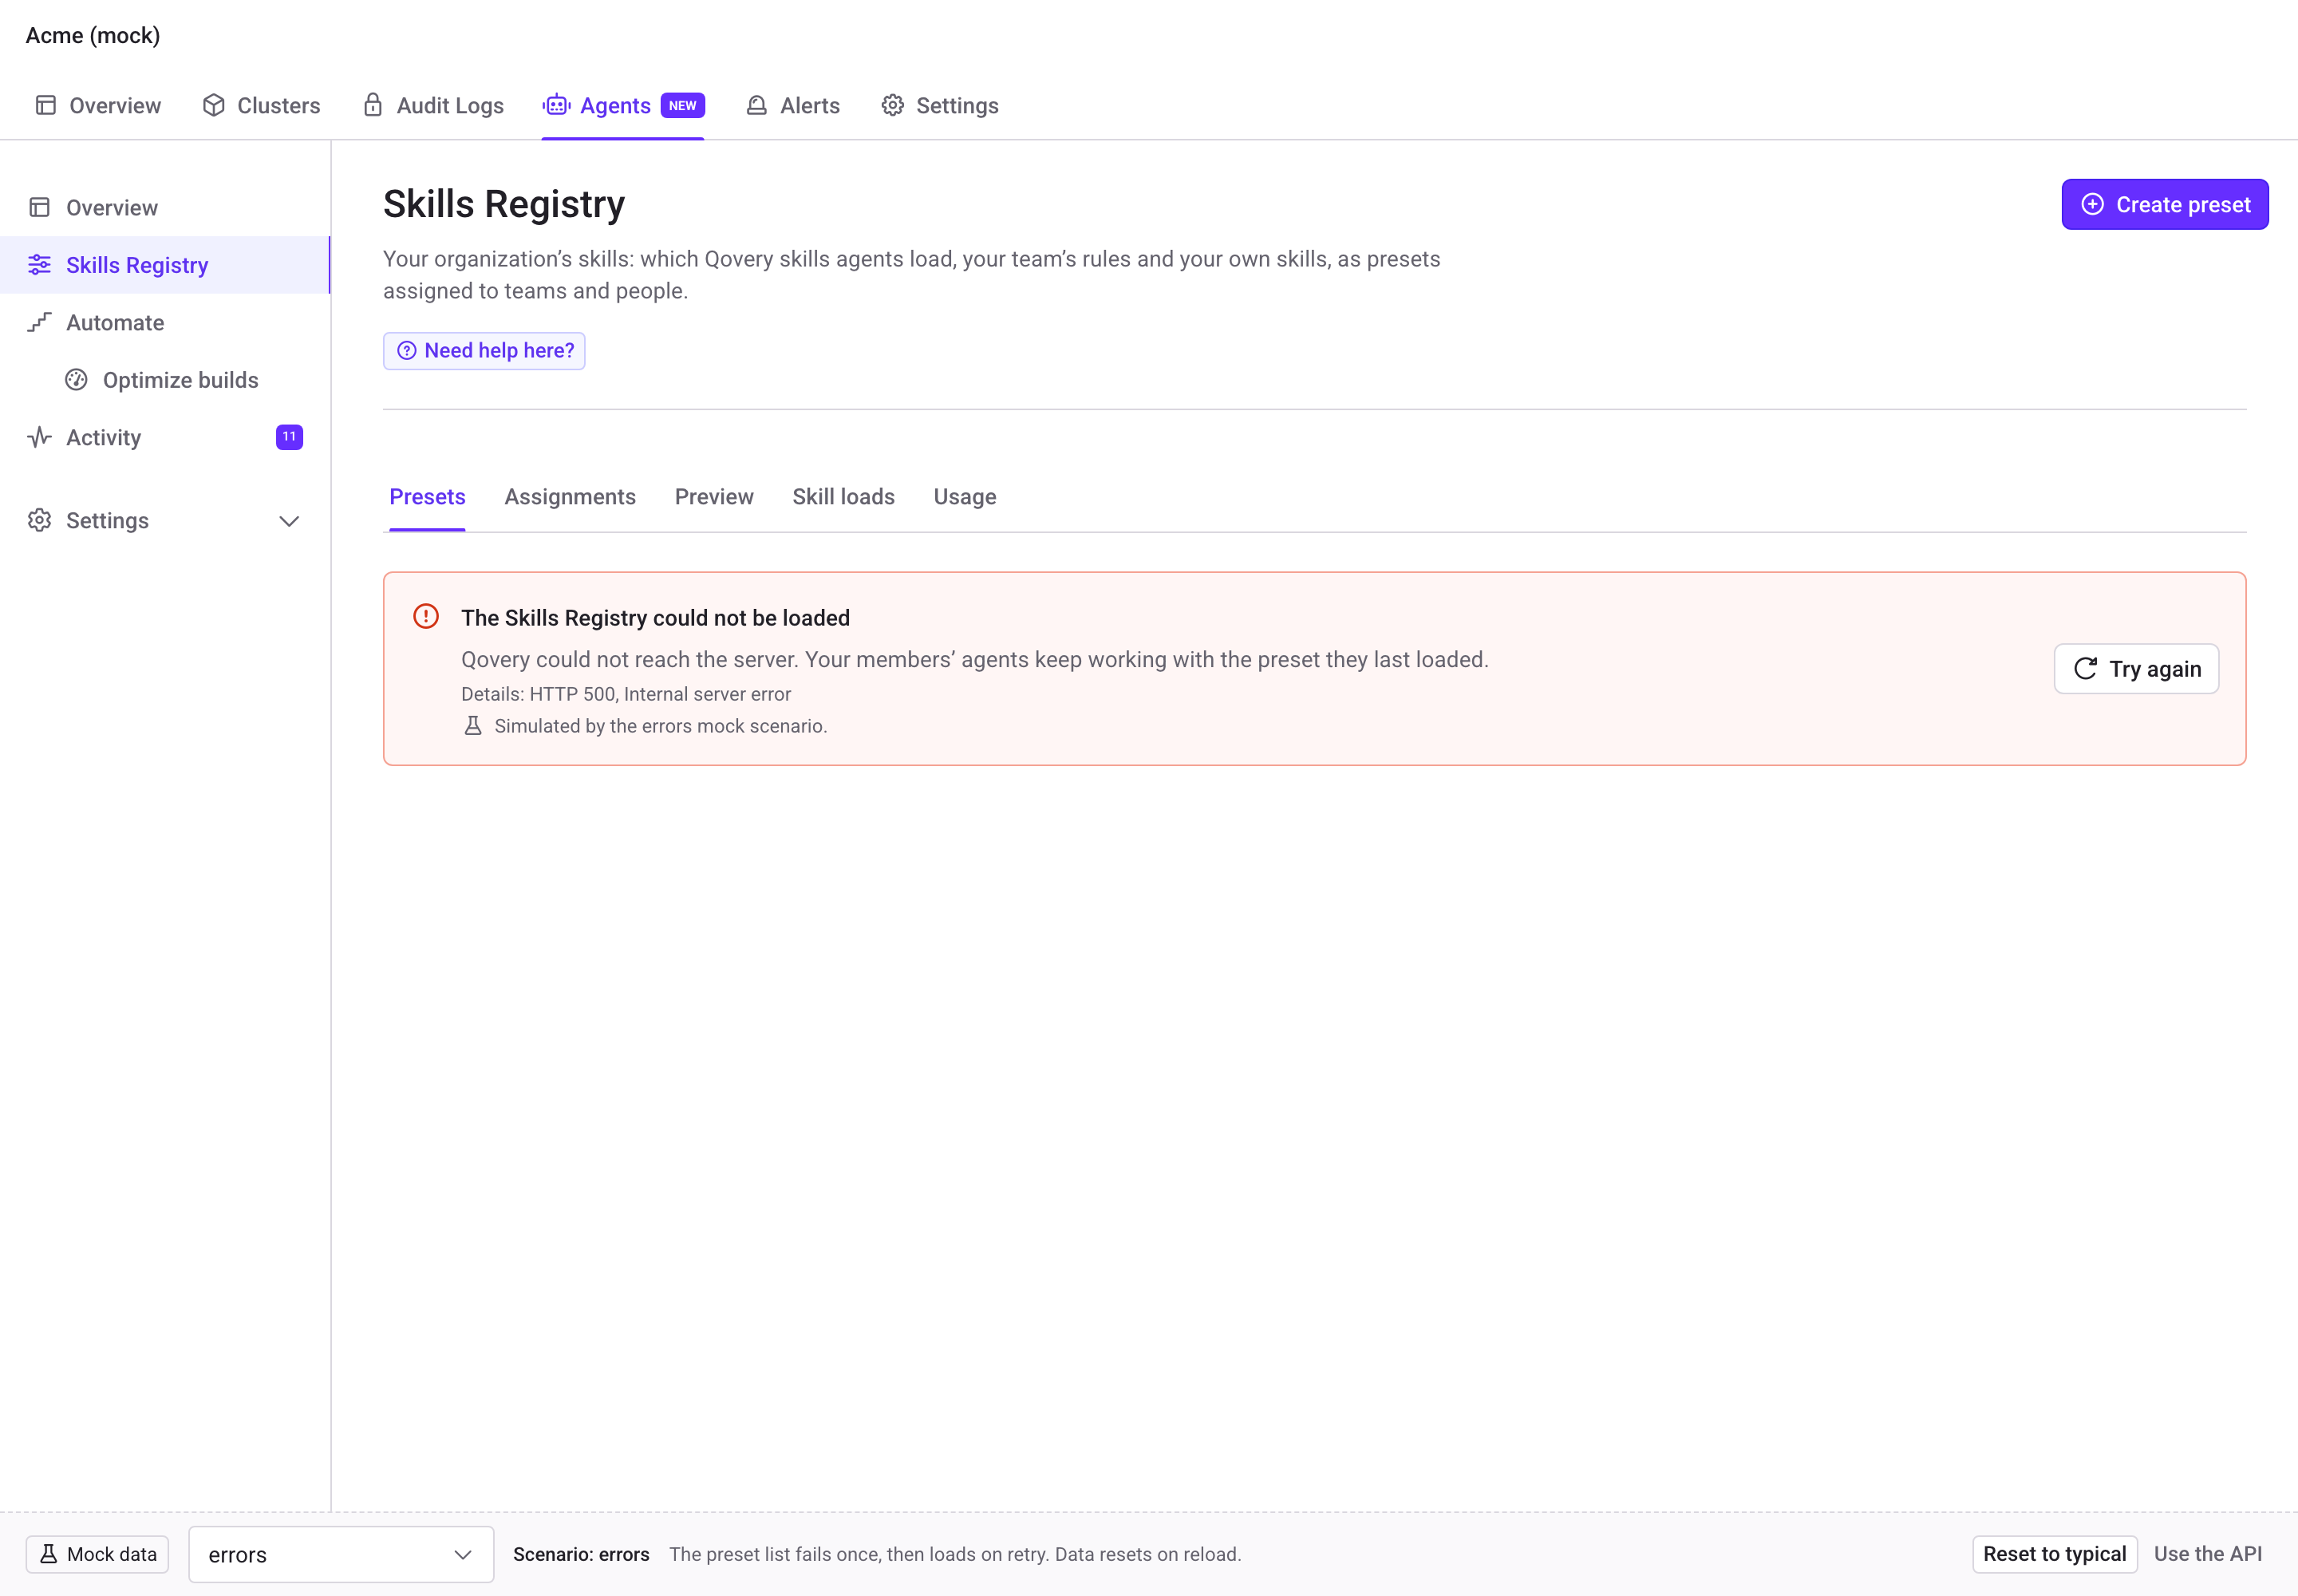 Acme (mock)
Overview
Clusters
Audit Logs
Agents NEW
Alerts
Settings
Overview
Skills Registry
Automate
Optimize builds
Activity 11
Settings
Skills Registry
Create preset
Your organization’s skills: which Qovery skills agents load, your team’s rules and your own skills, as presets
assigned to teams and people.
Need help here?
Presets
Assignments
Preview
Skill loads
Usage
The Skills Registry could not be loaded
Qovery could not reach the server. Your members’ agents keep working with the preset they last loaded.
Details: HTTP 500, Internal server error
Simulated by the errors mock scenario.
Try again
Mock data
errors
Scenario: errors The preset list fails once, then loads on retry. Data resets on reload.
Reset to typical
Use the API